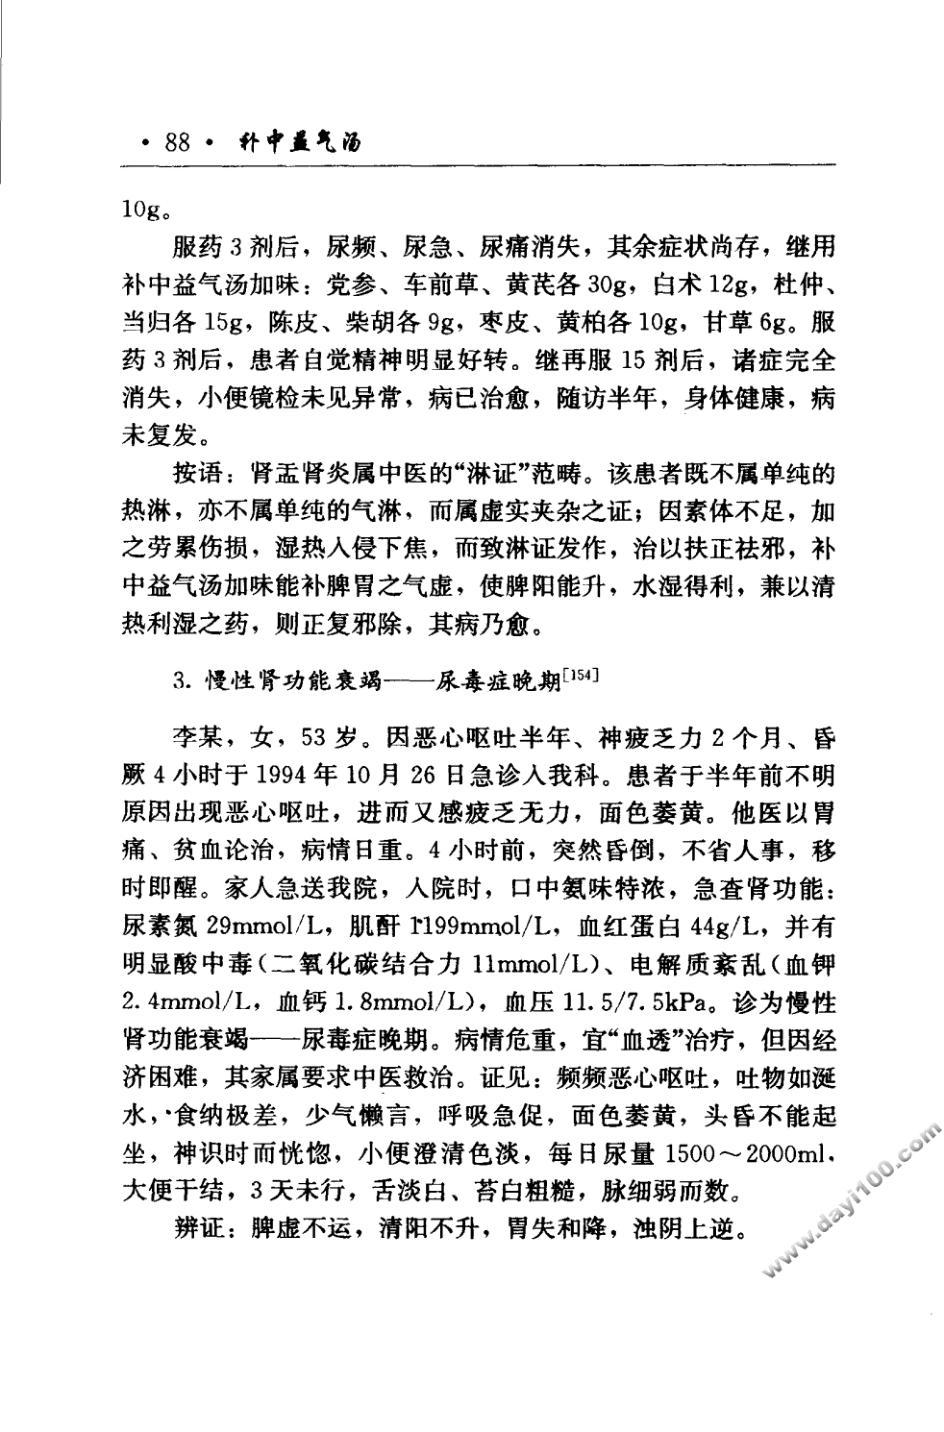 · 88 · 补中益气汤
10g。
服药 3 剂后，尿频、尿急、尿痛消失，其余症状尚存，继用
补中益气汤加味：党参、车前草、黄芪各 30g，白术 12g，杜仲、
当归各 15g，陈皮、柴胡各 9g，枣皮、黄柏各 10g，甘草 6g。服
药 3 剂后，患者自觉精神明显好转。继再服 15 剂后，诸症完全
消失，小便镜检未见异常，病已治愈，随访半年，身体健康，病
未复发。
按语：肾盂肾炎属中医的“淋证”范畴。该患者既不属单纯的
热淋，亦不属单纯的气淋，而属虚实夹杂之证；因素体不足，加
之劳累伤损，湿热入侵下焦，而致淋证发作，治以扶正祛邪，补
中益气汤加味能补脾胃之气虚，使脾阳能升，水湿得利，兼以清
热利湿之药，则正复邪除，其病乃愈。
3. 慢性肾功能衰竭——尿毒症晚期[154]
李某，女，53 岁。因恶心呕吐半年、神疲乏力 2 个月、昏
厥 4 小时于 1994 年 10 月 26 日急诊入我科。患者于半年前不明
原因出现恶心呕吐，进而又感疲乏无力，面色萎黄。他医以胃
痛、贫血论治，病情日重。4 小时前，突然昏倒，不省人事，移
时即醒。家人急送我院，入院时，口中氨味特浓，急查肾功能：
尿素氮 29mmol/L，肌酐 1199mmol/L，血红蛋白 44g/L，并有
明显酸中毒（二氧化碳结合力 11mmol/L）、电解质紊乱（血钾
2.4mmol/L，血钙 1.8mmol/L），血压 11.5/7.5kPa。诊为慢性
肾功能衰竭——尿毒症晚期。病情危重，宜“血透”治疗，但因经
济困难，其家属要求中医救治。证见：频频恶心呕吐，吐物如涎
水，食纳极差，少气懒言，呼吸急促，面色萎黄，头昏不能起
坐，神识时而恍惚，小便澄清色淡，每日尿量 1500～2000ml．
大便干结，3 天未行，舌淡白、苔白粗糙，脉细弱而数。
辨证：脾虚不运，清阳不升，胃失和降，浊阴上逆。
www.dayi100.com